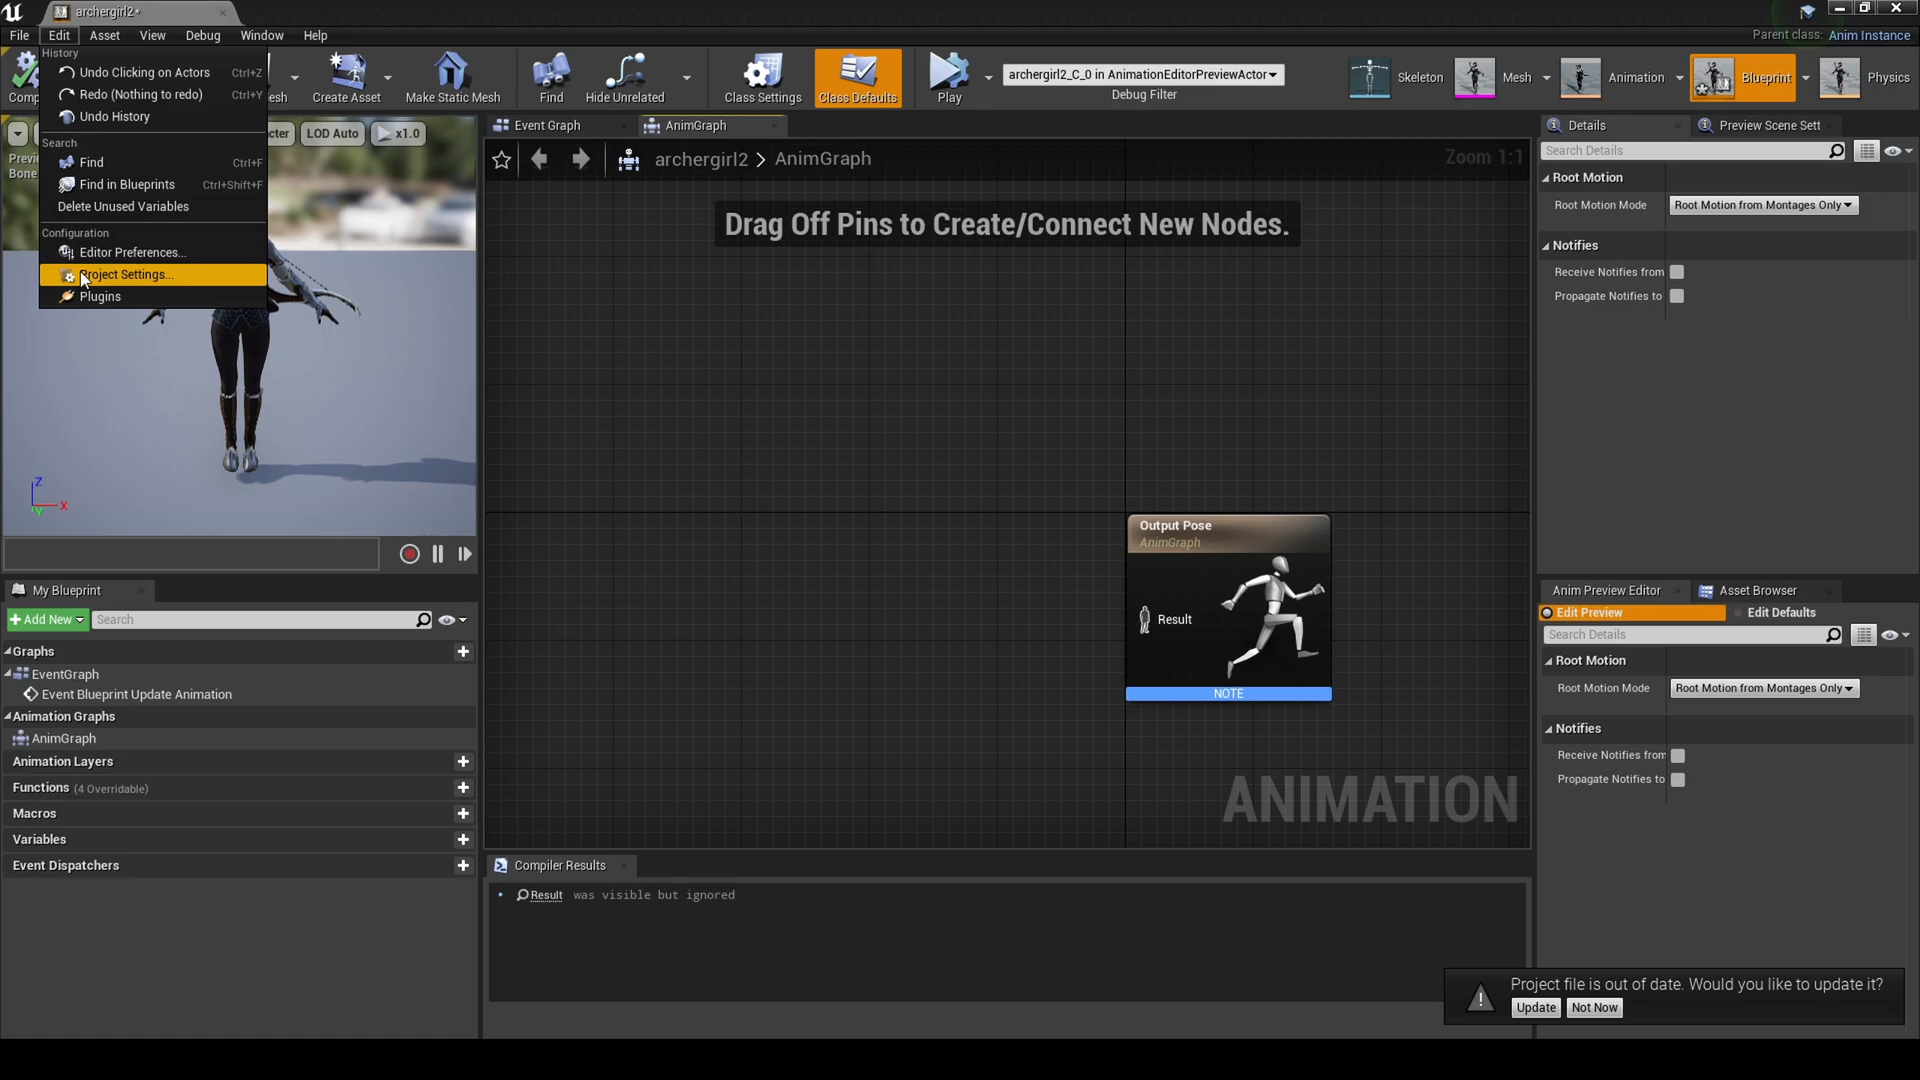 archergirl2*
File Edit Asset View Debug Window Help
Parent class: Anim Instance
History
Undo Clicking on Actors Ctrl+Z
Redo (Nothing to redo) Ctrl+Y
Undo History
Search
Find Ctrl+F
Find in Blueprints Ctrl+Shift+F
Delete Unused Variables
Configuration
Editor Preferences...
Project Settings...
Plugins
Comp
esh
Create Asset
Make Static Mesh
Find
Hide Unrelated
Class Settings
Class Defaults
Play
archergirl2_C_0 in AnimationEditorPreviewActor
Debug Filter
Skeleton
Mesh
Animation
Blueprint
Physics
acter
LOD Auto
x1.0
Previe
Bone
Z
X
Y
Event Graph
AnimGraph
archergirl2 > AnimGraph
Zoom 1:1
Drag Off Pins to Create/Connect New Nodes.
Output Pose
AnimGraph
Result
NOTE
ANIMATION
Details
Preview Scene Sett
Search Details
Root Motion
Root Motion Mode Root Motion from Montages Only
Notifies
Receive Notifies from
Propagate Notifies to
My Blueprint
Add New
Search
Graphs
EventGraph
Event Blueprint Update Animation
Animation Graphs
AnimGraph
Animation Layers
Functions (4 Overridable)
Macros
Variables
Event Dispatchers
Compiler Results
Result was visible but ignored
Anim Preview Editor
Asset Browser
Edit Preview
Edit Defaults
Search Details
Root Motion
Root Motion Mode Root Motion from Montages Only
Notifies
Receive Notifies from
Propagate Notifies to
Project file is out of date. Would you like to update it?
Update
Not Now